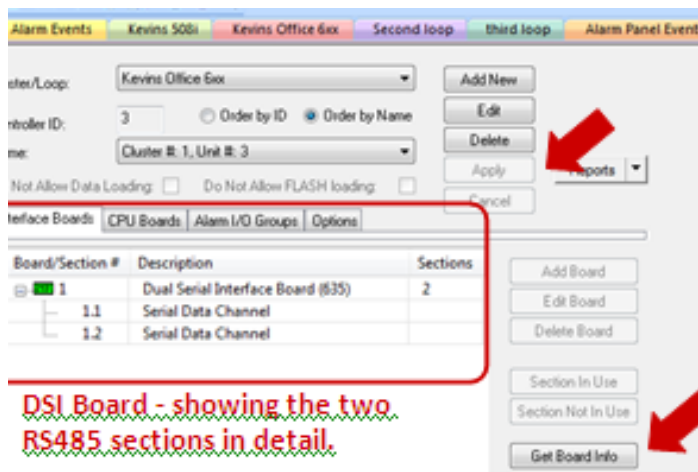 Alarm Events Kevins 508i Kevins Office 6xx Second loop third loop Alarm Panel Event
ster/Loop: Kevins Office 6xx Add New
ntroller ID: 3 Order by ID Order by Name Edit
me: Cluster #: 1, Unit #: 3 Delete
Not Allow Data Loading: Do Not Allow FLASH loading: Apply Reports
Cancel
terface Boards CPU Boards Alarm I/O Groups Options
Board/Section # Description Sections Add Board
1 Dual Serial Interface Board (635) 2 Edit Board
1.1 Serial Data Channel
1.2 Serial Data Channel Delete Board
Section In Use
DSI Board - showing the two Section Not In Use
RS485 sections in detail. Get Board Info